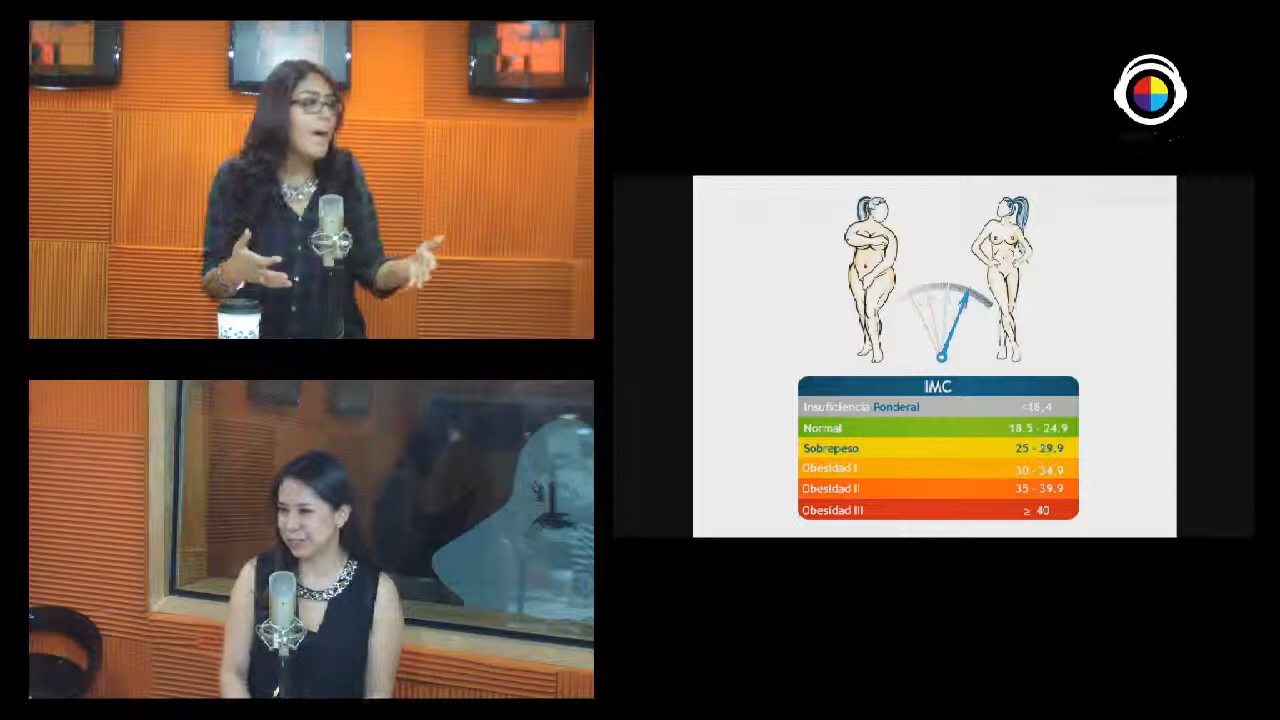 IMC
Insuficiencia Ponderal <18,4
Normal 18.5 - 24.9
Sobrepeso 25 - 29.9
Obesidad I 30 - 34.9
Obesidad II 35 - 39.9
Obesidad III ≥ 40